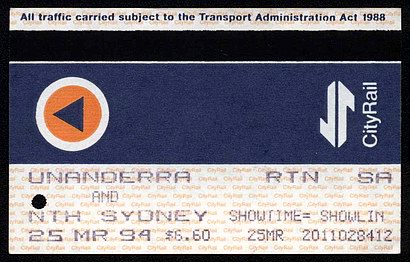 All traffic carried subject to the Transport Administration Act 1988
CityRail
UNANDERRA RTN SA
AND
NTH SYDNEY SHOWTIME= SHOWLIN
25 MR 94 $6.60 25MR 2011028412